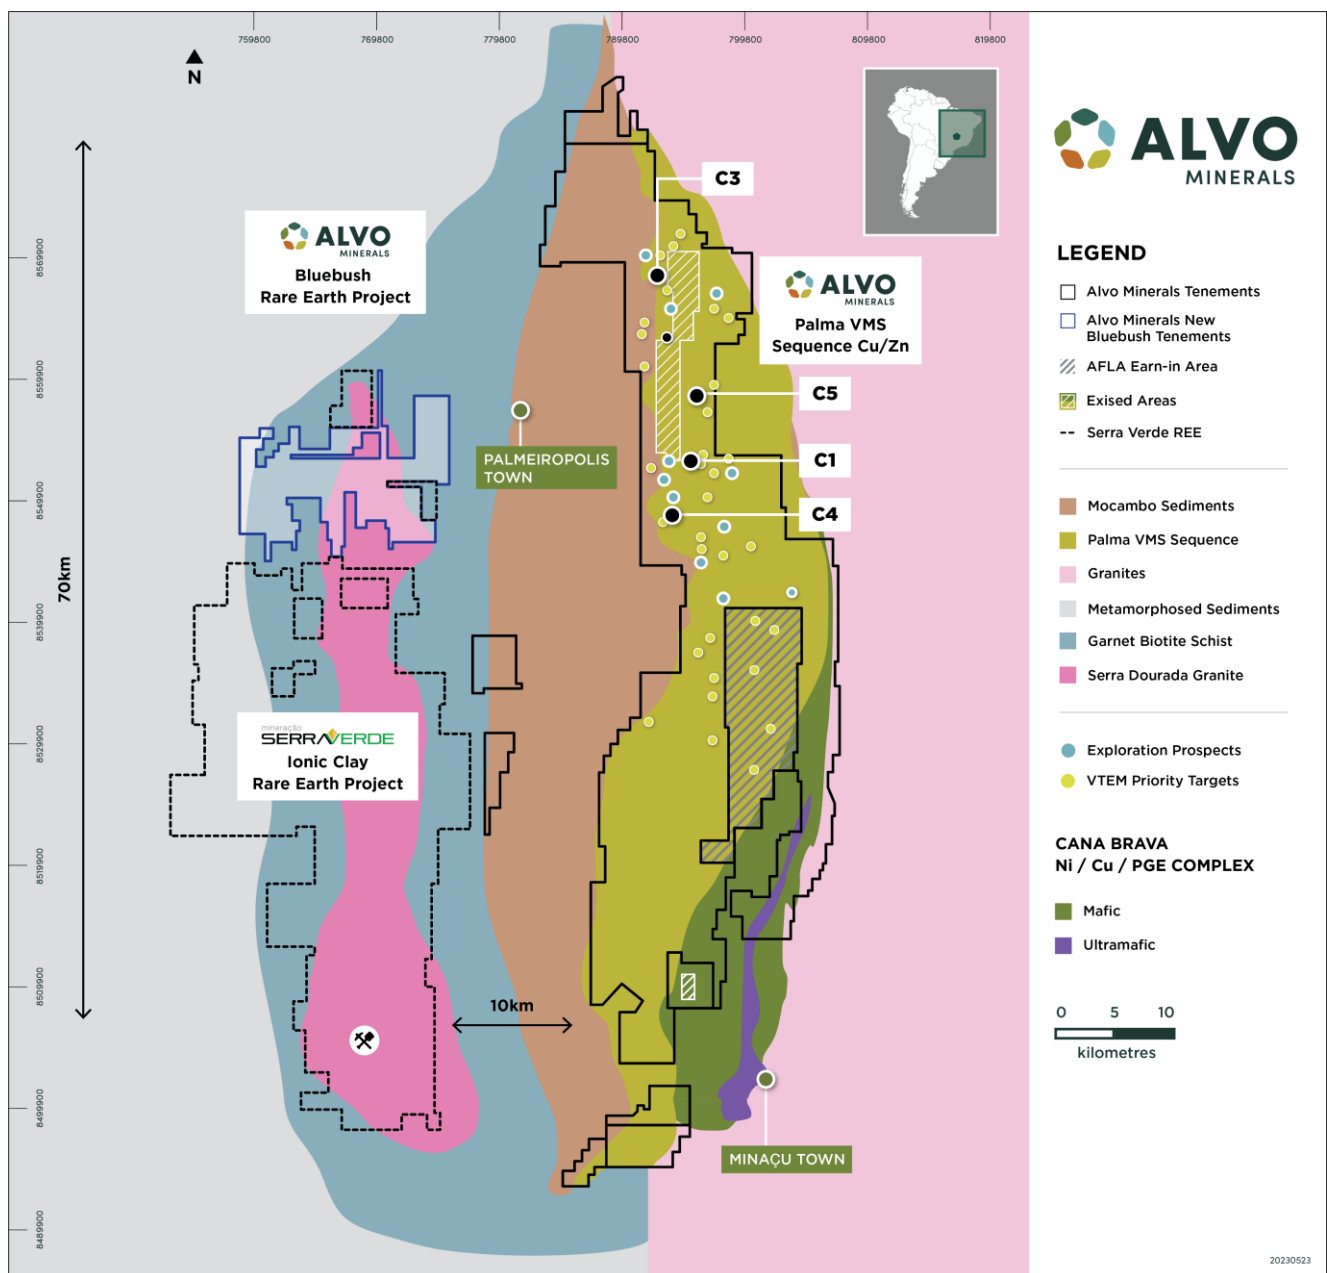 759800
769800
779800
789800
799800
809800
819800
N
8569900
8559900
8549900
8539900
8529900
8519900
8509900
8499900
8489900
70km
ALVO
MINERALS
Bluebush
Rare Earth Project
C3
ALVO
MINERALS
Palma VMS
Sequence Cu/Zn
C5
C1
C4
PALMEIROPOLIS
TOWN
mineração
SERRAVERDE
Ionic Clay
Rare Earth Project
10km
MINAÇU TOWN
ALVO
MINERALS
LEGEND
Alvo Minerals Tenements
Alvo Minerals New
Bluebush Tenements
AFLA Earn-in Area
Exised Areas
Serra Verde REE
Mocambo Sediments
Palma VMS Sequence
Granites
Metamorphosed Sediments
Garnet Biotite Schist
Serra Dourada Granite
Exploration Prospects
VTEM Priority Targets
CANA BRAVA
Ni / Cu / PGE COMPLEX
Mafic
Ultramafic
0 5 10
kilometres
20230523